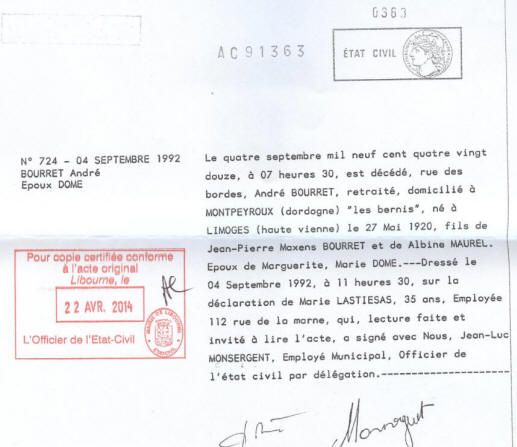 0363
AC91363
ÉTAT CIVIL
N° 724 - 04 SEPTEMBRE 1992
BOURRET André
Epoux DOME
Le quatre septembre mil neuf cent quatre vingt
douze, à 07 heures 30, est décédé, rue des
bordes, André BOURRET, retraité, domicilié à
MONTPEYROUX (dordogne) "les bernis", né à
LIMOGES (haute vienne) le 27 Mai 1920, fils de
Jean-Pierre Maxens BOURRET et de Albine MAUREL.
Epoux de Marguerite, Marie DOME.---Dressé le
04 Septembre 1992, à 11 heures 30, sur la
déclaration de Marie LASTIESAS, 35 ans, Employée
112 rue de la marne, qui, lecture faite et
invité à lire l'acte, a signé avec Nous, Jean-Luc
MONSERGENT, Employé Municipal, Officier de
l'état civil par délégation.----------------------
Pour copie certifiée conforme
à l'acte original
Libourne, le
22 AVR. 2014
L'Officier de l'Etat-Civil
MAIRIE DE LIBOURNE